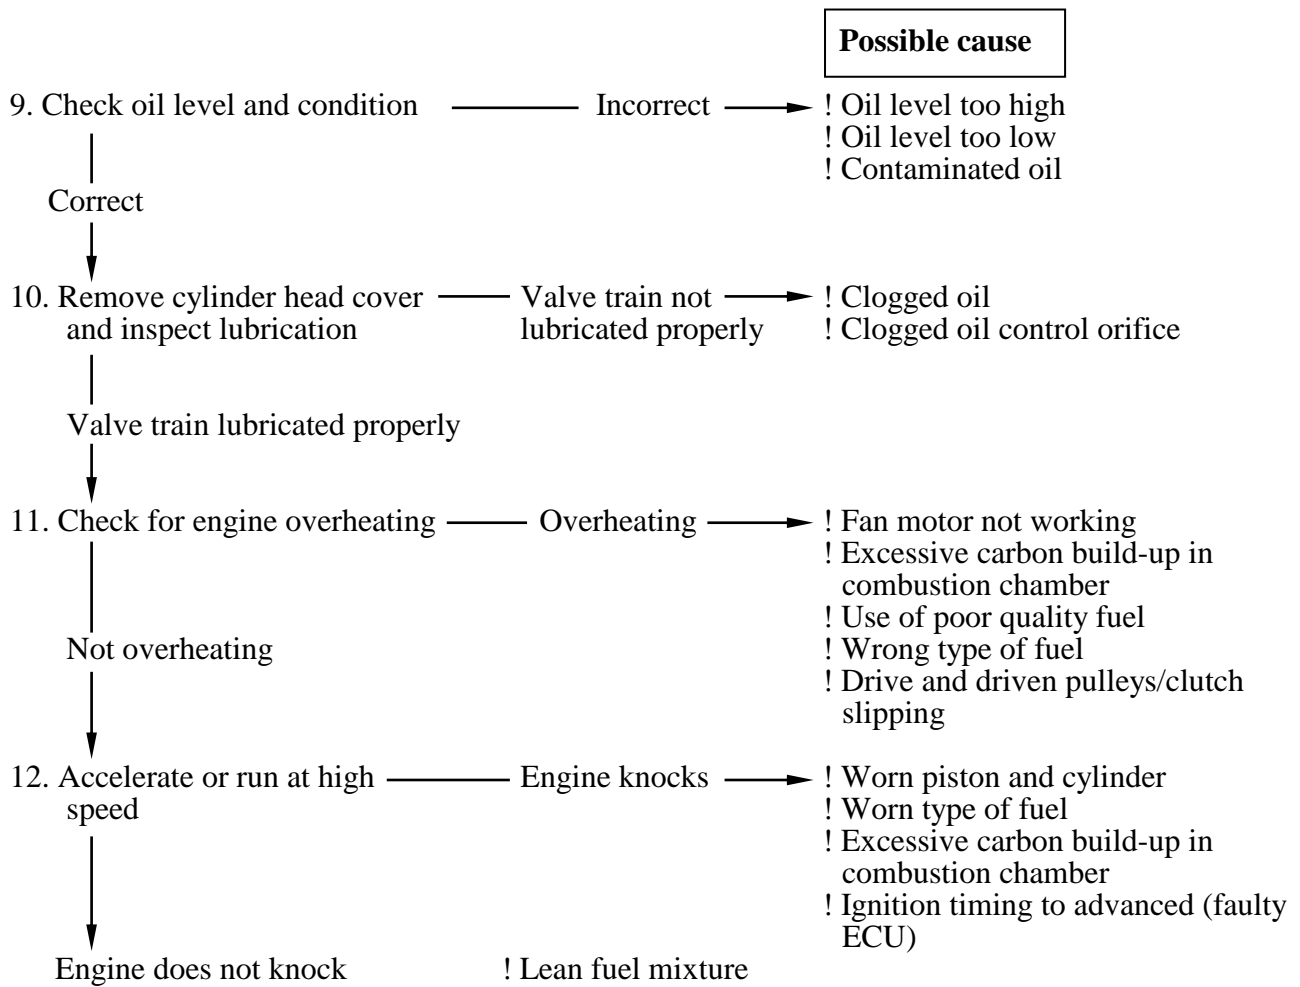 Possible cause
9. Check oil level and condition
Incorrect
! Oil level too high
! Oil level too low
! Contaminated oil
Correct
10. Remove cylinder head cover
and inspect lubrication
Valve train not
lubricated properly
! Clogged oil
! Clogged oil control orifice
Valve train lubricated properly
11. Check for engine overheating
Overheating
! Fan motor not working
! Excessive carbon build-up in
combustion chamber
! Use of poor quality fuel
! Wrong type of fuel
! Drive and driven pulleys/clutch
slipping
Not overheating
12. Accelerate or run at high
speed
Engine knocks
! Worn piston and cylinder
! Worn type of fuel
! Excessive carbon build-up in
combustion chamber
! Ignition timing to advanced (faulty
ECU)
Engine does not knock
! Lean fuel mixture